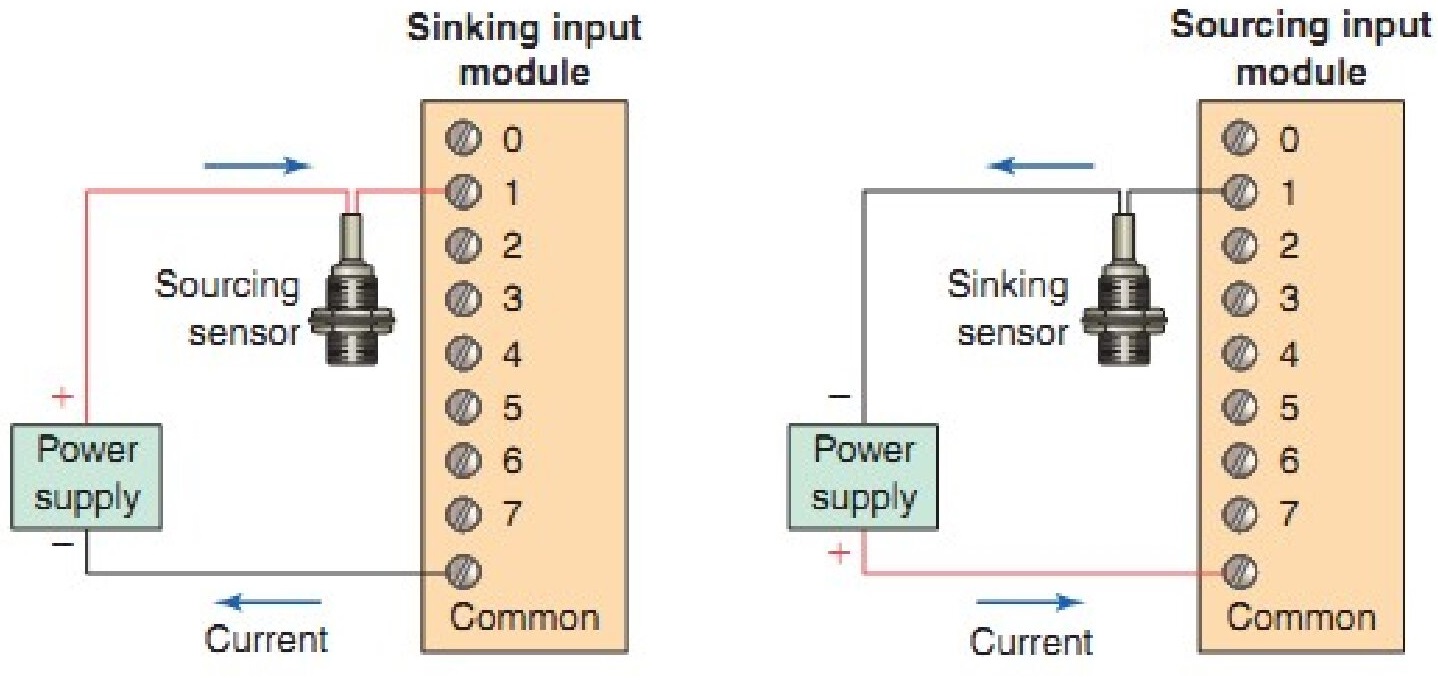 Sinking input
module
0
1
2
3
4
5
6
7
Common
Sourcing
sensor
+
Power
supply
−
Current
Sourcing input
module
0
1
2
3
4
5
6
7
Common
Sinking
sensor
−
Power
supply
+
Current